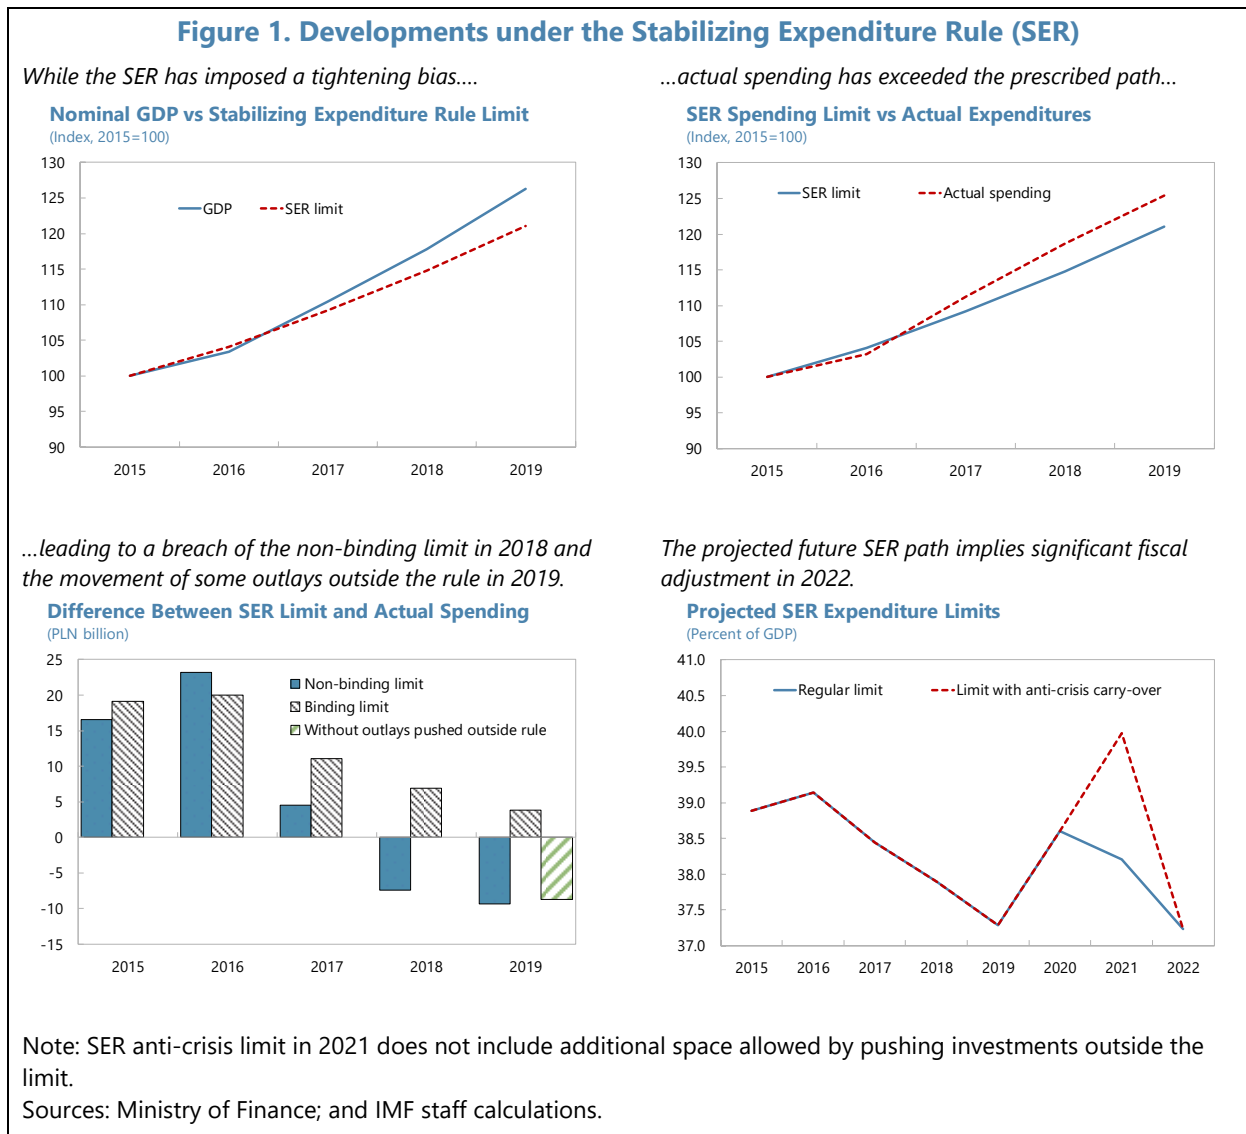 Figure 1. Developments under the Stabilizing Expenditure Rule (SER)
While the SER has imposed a tightening bias....
Nominal GDP vs Stabilizing Expenditure Rule Limit
(Index, 2015=100)
130
125
120
115
110
105
100
95
90
GDP
SER limit
2015
2016
2017
2018
2019
...actual spending has exceeded the prescribed path...
SER Spending Limit vs Actual Expenditures
(Index, 2015=100)
130
125
120
115
110
105
100
95
90
SER limit
Actual spending
2015
2016
2017
2018
2019
...leading to a breach of the non-binding limit in 2018 and
the movement of some outlays outside the rule in 2019.
Difference Between SER Limit and Actual Spending
(PLN billion)
25
20
15
10
5
0
-5
-10
-15
Non-binding limit
Binding limit
Without outlays pushed outside rule
2015
2016
2017
2018
2019
The projected future SER path implies significant fiscal
adjustment in 2022.
Projected SER Expenditure Limits
(Percent of GDP)
41.0
40.5
40.0
39.5
39.0
38.5
38.0
37.5
37.0
Regular limit
Limit with anti-crisis carry-over
2015
2016
2017
2018
2019
2020
2021
2022
Note: SER anti-crisis limit in 2021 does not include additional space allowed by pushing investments outside the
limit.
Sources: Ministry of Finance; and IMF staff calculations.